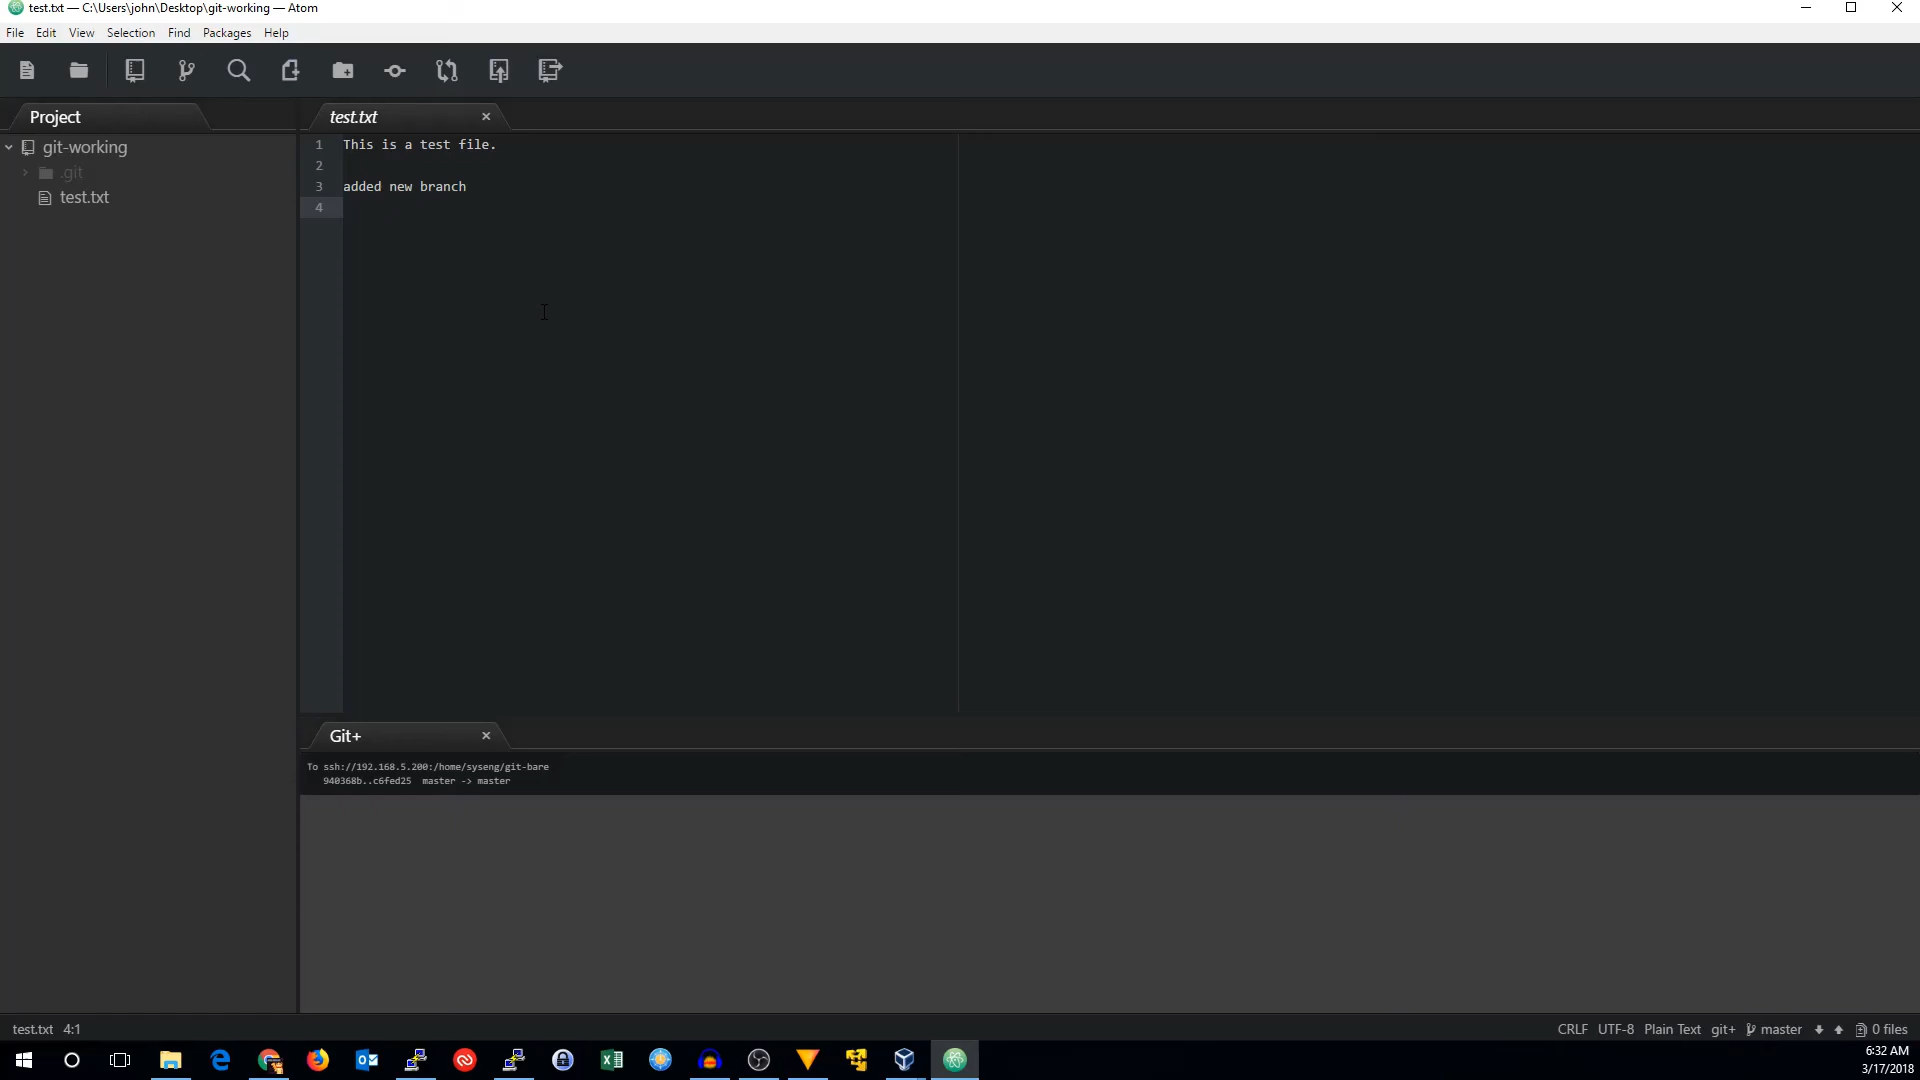 test.txt — C:\Users\john\Desktop\git-working — Atom
File Edit View Selection Find Packages Help
Project
git-working
.git
test.txt
test.txt
1 This is a test file.
2
3 added new branch
4
Git+
To ssh://192.168.5.200:/home/syseng/git-bare
940368b..c6fed25 master -> master
test.txt 4:1
CRLF UTF-8 Plain Text git+ master 0 files
6:32 AM
3/17/2018